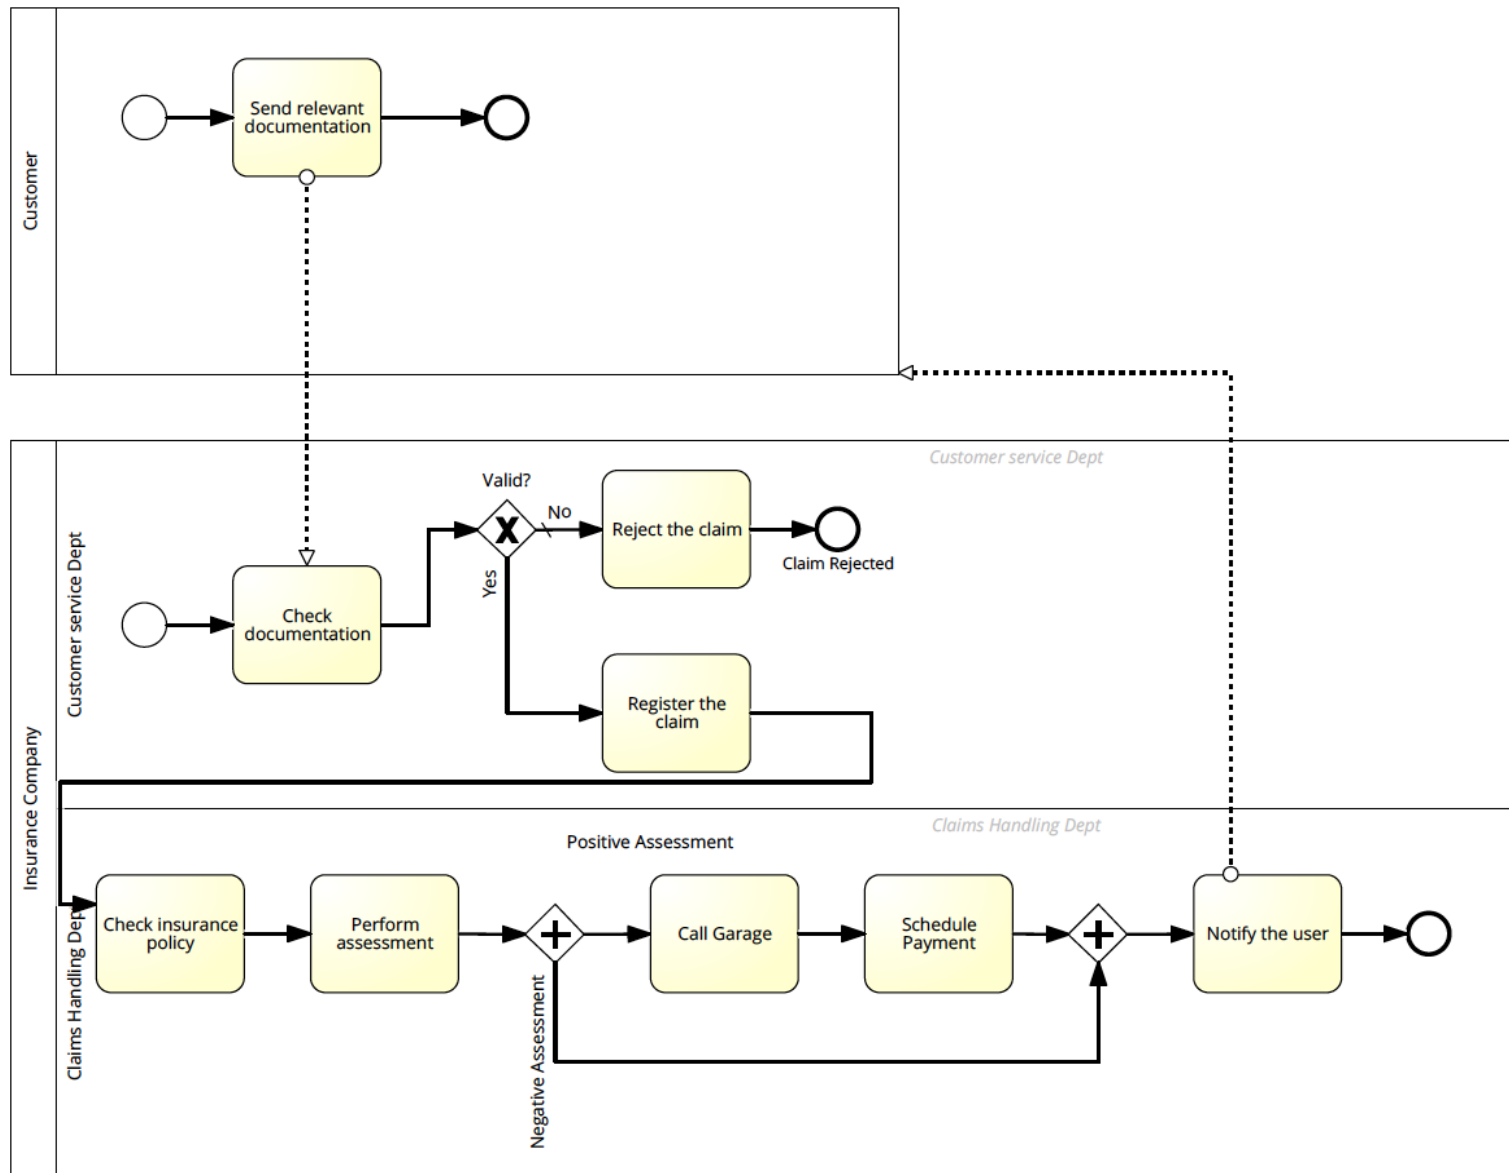 Customer
Send relevant
documentation
Insurance Company
Customer service Dept
Customer service Dept
Check
documentation
Valid?
No
Yes
Reject the claim
Claim Rejected
Register the
claim
Claims Handling Dept
Claims Handling Dep
Check insurance
policy
Perform
assessment
Positive Assessment
Negative Assessment
Call Garage
Schedule
Payment
Notify the user